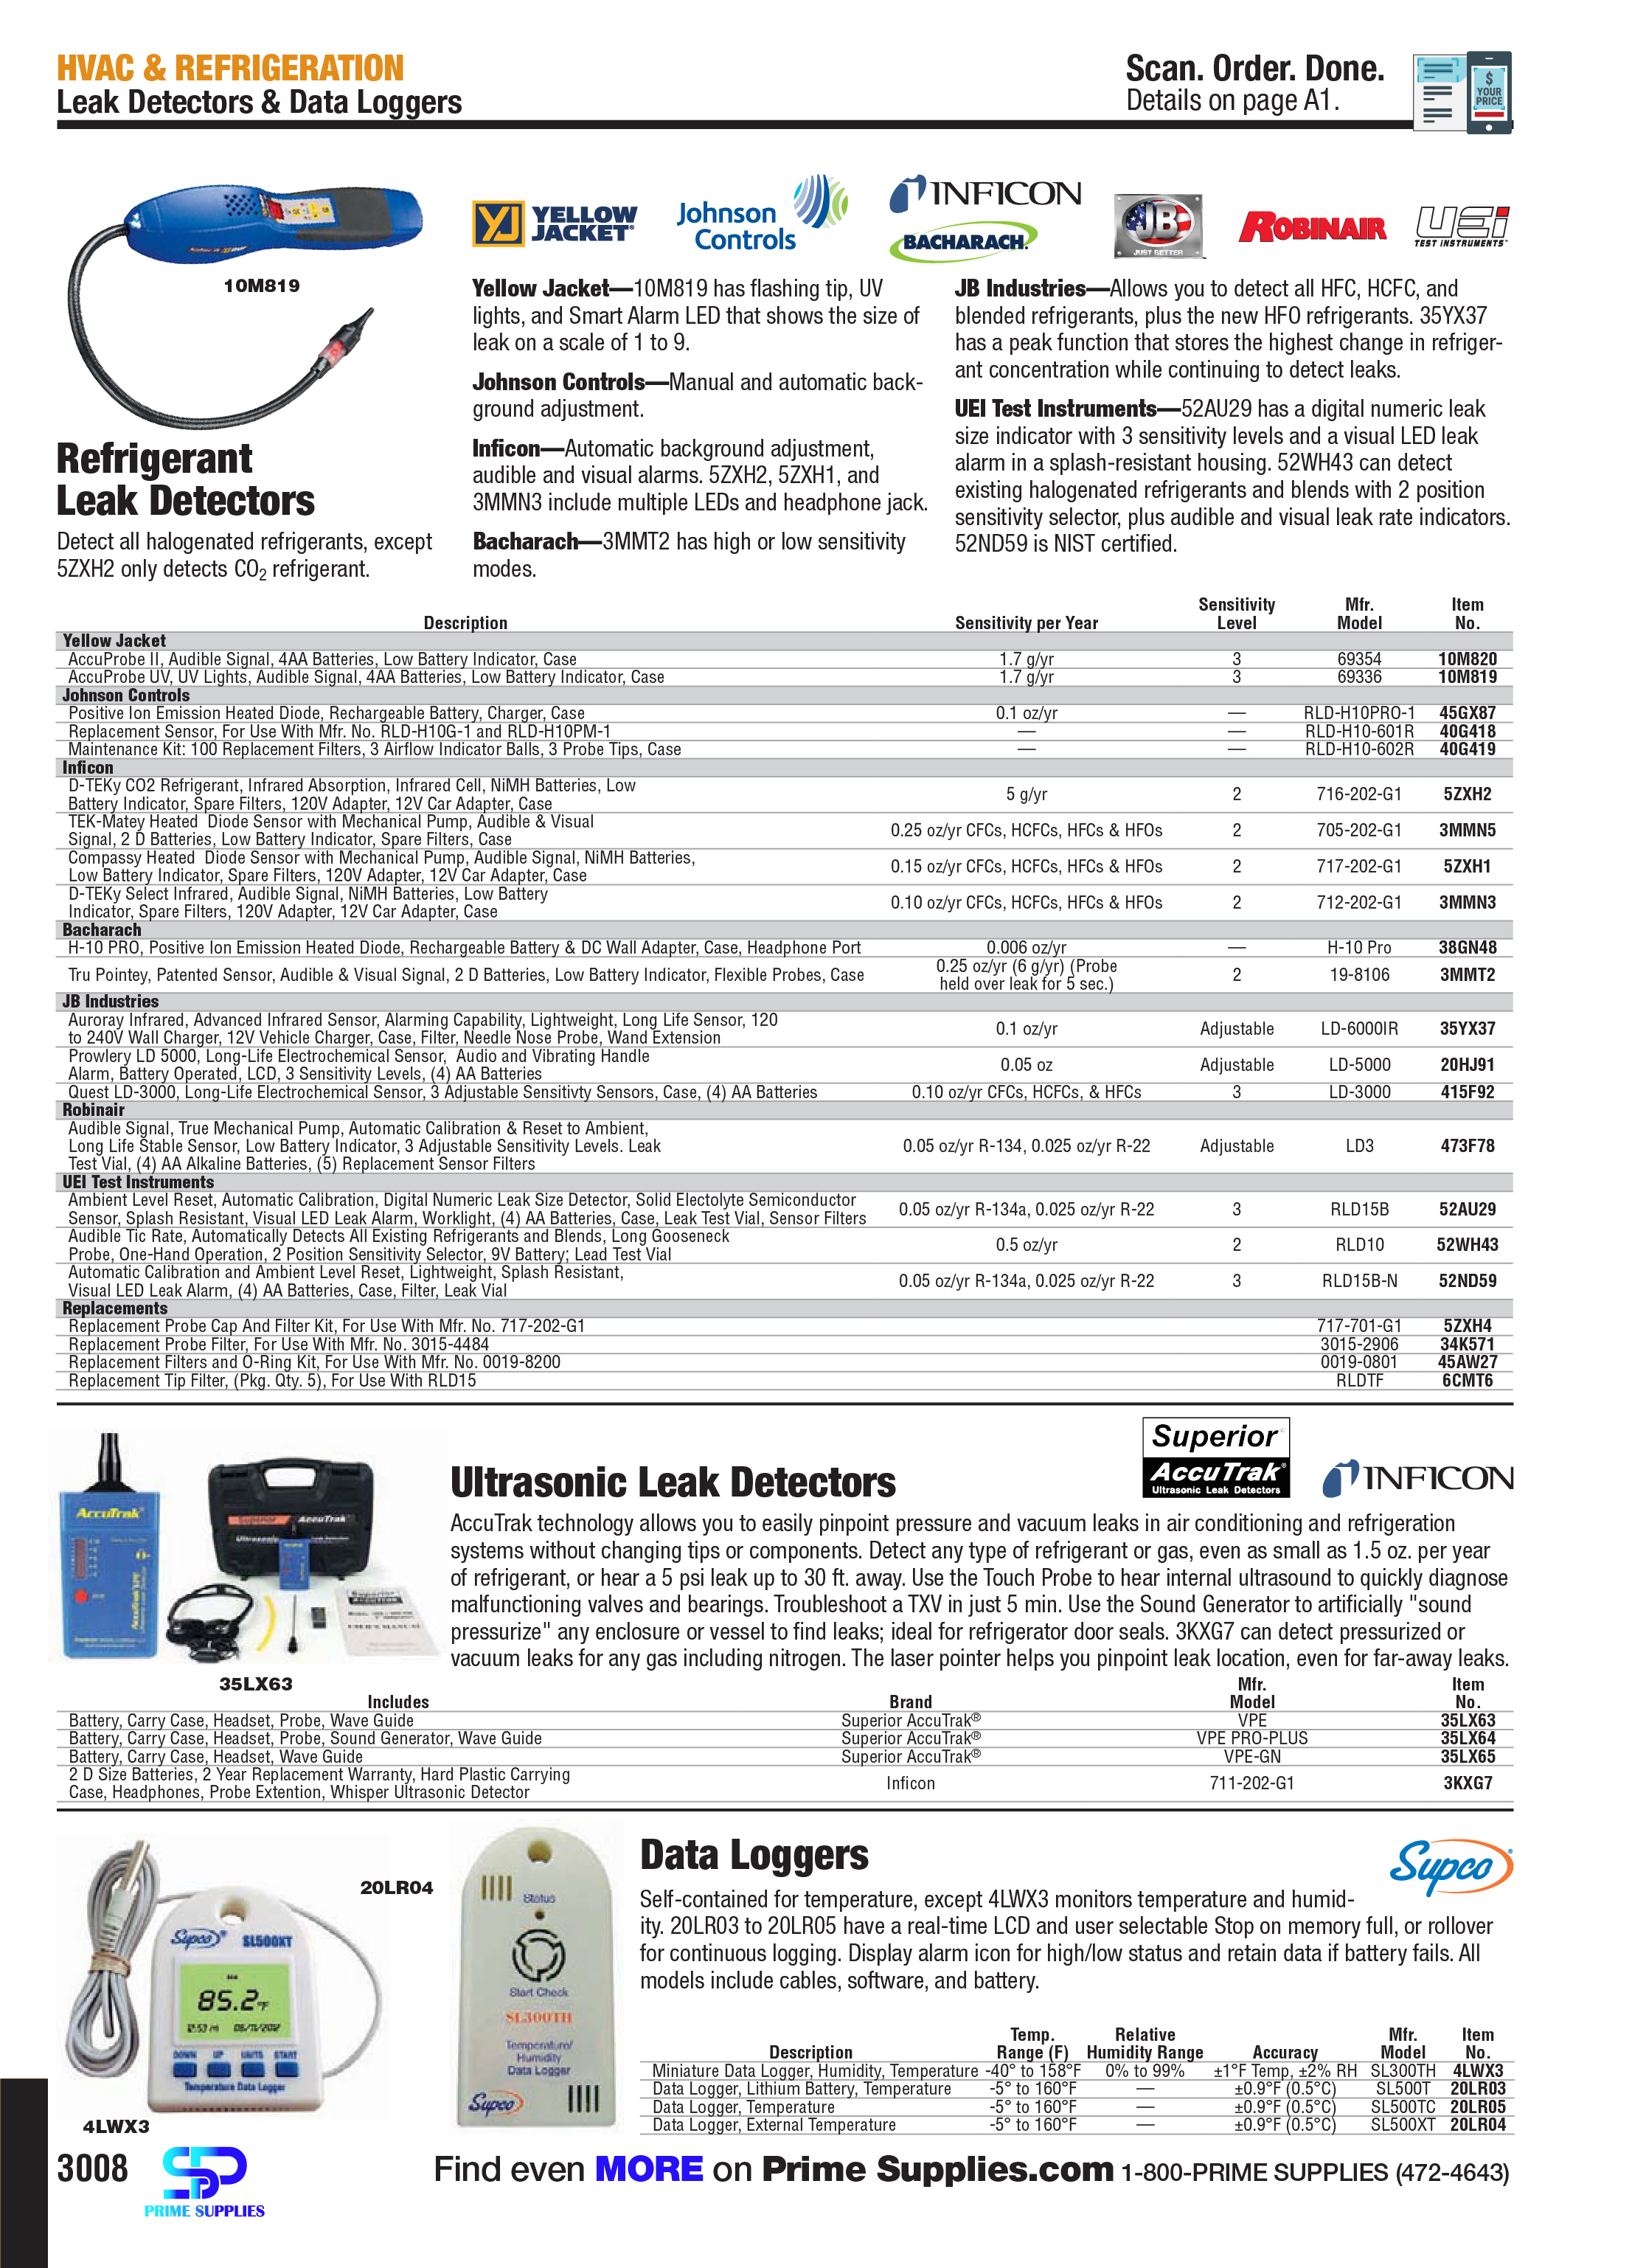 HVAC & REFRIGERATION
Leak Detectors & Data Loggers
Scan. Order. Done.
Details on page A1.
$
YOUR
PRICE
10M819
YELLOW
JACKET
Johnson
Controls
INFICON
BACHARACH
JB
JUST BETTER
ROBINAIR
UEi
TEST INSTRUMENTS
Refrigerant
Leak Detectors
Detect all halogenated refrigerants, except
5ZXH2 only detects CO2 refrigerant.
Yellow Jacket—10M819 has flashing tip, UV
lights, and Smart Alarm LED that shows the size of
leak on a scale of 1 to 9.
Johnson Controls—Manual and automatic back-
ground adjustment.
Inficon—Automatic background adjustment,
audible and visual alarms. 5ZXH2, 5ZXH1, and
3MMN3 include multiple LEDs and headphone jack.
Bacharach—3MMT2 has high or low sensitivity
modes.
JB Industries—Allows you to detect all HFC, HCFC, and
blended refrigerants, plus the new HFO refrigerants. 35YX37
has a peak function that stores the highest change in refriger-
ant concentration while continuing to detect leaks.
UEI Test Instruments—52AU29 has a digital numeric leak
size indicator with 3 sensitivity levels and a visual LED leak
alarm in a splash-resistant housing. 52WH43 can detect
existing halogenated refrigerants and blends with 2 position
sensitivity selector, plus audible and visual leak rate indicators.
52ND59 is NIST certified.
Description Sensitivity per Year Sensitivity Level Mfr. Model Item No.
Yellow Jacket
AccuProbe II, Audible Signal, 4AA Batteries, Low Battery Indicator, Case 1.7 g/yr 3 69354 10M820
AccuProbe UV, UV Lights, Audible Signal, 4AA Batteries, Low Battery Indicator, Case 1.7 g/yr 3 69336 10M819
Johnson Controls
Positive Ion Emission Heated Diode, Rechargeable Battery, Charger, Case 0.1 oz/yr — RLD-H10PRO-1 45GX87
Replacement Sensor, For Use With Mfr. No. RLD-H10G-1 and RLD-H10PM-1 — — RLD-H10-601R 40G418
Maintenance Kit: 100 Replacement Filters, 3 Airflow Indicator Balls, 3 Probe Tips, Case — — RLD-H10-602R 40G419
Inficon
D-TEKy CO2 Refrigerant, Infrared Absorption, Infrared Cell, NiMH Batteries, Low
Battery Indicator, Spare Filters, 120V Adapter, 12V Car Adapter, Case 5 g/yr 2 716-202-G1 5ZXH2
TEK-Matey Heated Diode Sensor with Mechanical Pump, Audible & Visual
Signal, 2 D Batteries, Low Battery Indicator, Spare Filters, Case 0.25 oz/yr CFCs, HCFCs, HFCs & HFOs 2 705-202-G1 3MMN5
Compassy Heated Diode Sensor with Mechanical Pump, Audible Signal, NiMH Batteries,
Low Battery Indicator, Spare Filters, 120V Adapter, 12V Car Adapter, Case 0.15 oz/yr CFCs, HCFCs, HFCs & HFOs 2 717-202-G1 5ZXH1
D-TEKy Select Infrared, Audible Signal, NiMH Batteries, Low Battery
Indicator, Spare Filters, 120V Adapter, 12V Car Adapter, Case 0.10 oz/yr CFCs, HCFCs, HFCs & HFOs 2 712-202-G1 3MMN3
Bacharach
H-10 PRO, Positive Ion Emission Heated Diode, Rechargeable Battery & DC Wall Adapter, Case, Headphone Port 0.006 oz/yr — H-10 Pro 38GN48
Tru Pointey, Patented Sensor, Audible & Visual Signal, 2 D Batteries, Low Battery Indicator, Flexible Probes, Case 0.25 oz/yr (6 g/yr) (Probe held over leak for 5 sec.) 2 19-8106 3MMT2
JB Industries
Auroray Infrared, Advanced Infrared Sensor, Alarming Capability, Lightweight, Long Life Sensor, 120
to 240V Wall Charger, 12V Vehicle Charger, Case, Filter, Needle Nose Probe, Wand Extension 0.1 oz/yr Adjustable LD-6000IR 35YX37
Prowlery LD 5000, Long-Life Electrochemical Sensor, Audio and Vibrating Handle
Alarm, Battery Operated, LCD, 3 Sensitivity Levels, (4) AA Batteries 0.05 oz Adjustable LD-5000 20HJ91
Quest LD-3000, Long-Life Electrochemical Sensor, 3 Adjustable Sensitivty Sensors, Case, (4) AA Batteries 0.10 oz/yr CFCs, HCFCs, & HFCs 3 LD-3000 415F92
Robinair
Audible Signal, True Mechanical Pump, Automatic Calibration & Reset to Ambient,
Long Life Stable Sensor, Low Battery Indicator, 3 Adjustable Sensitivity Levels. Leak
Test Vial, (4) AA Alkaline Batteries, (5) Replacement Sensor Filters 0.05 oz/yr R-134, 0.025 oz/yr R-22 Adjustable LD3 473F78
UEI Test Instruments
Ambient Level Reset, Automatic Calibration, Digital Numeric Leak Size Detector, Solid Electolyte Semiconductor
Sensor, Splash Resistant, Visual LED Leak Alarm, Worklight, (4) AA Batteries, Case, Leak Test Vial, Sensor Filters 0.05 oz/yr R-134a, 0.025 oz/yr R-22 3 RLD15B 52AU29
Audible Tic Rate, Automatically Detects All Existing Refrigerants and Blends, Long Gooseneck
Probe, One-Hand Operation, 2 Position Sensitivity Selector, 9V Battery; Lead Test Vial 0.5 oz/yr 2 RLD10 52WH43
Automatic Calibration and Ambient Level Reset, Lightweight, Splash Resistant,
Visual LED Leak Alarm, (4) AA Batteries, Case, Filter, Leak Vial 0.05 oz/yr R-134a, 0.025 oz/yr R-22 3 RLD15B-N 52ND59
Replacements
Replacement Probe Cap And Filter Kit, For Use With Mfr. No. 717-202-G1 717-701-G1 5ZXH4
Replacement Probe Filter, For Use With Mfr. No. 3015-4484 3015-2906 34K571
Replacement Filters and O-Ring Kit, For Use With Mfr. No. 0019-8200 0019-0801 45AW27
Replacement Tip Filter, (Pkg. Qty. 5), For Use With RLD15 RLDTF 6CMT6
AccuTrak
Superior AccuTrak
35LX63
Ultrasonic Leak Detectors
Superior
AccuTrak®
Ultrasonic Leak Detectors
INFICON
AccuTrak technology allows you to easily pinpoint pressure and vacuum leaks in air conditioning and refrigeration
systems without changing tips or components. Detect any type of refrigerant or gas, even as small as 1.5 oz. per year
of refrigerant, or hear a 5 psi leak up to 30 ft. away. Use the Touch Probe to hear internal ultrasound to quickly diagnose
malfunctioning valves and bearings. Troubleshoot a TXV in just 5 min. Use the Sound Generator to artificially "sound
pressurize" any enclosure or vessel to find leaks; ideal for refrigerator door seals. 3KXG7 can detect pressurized or
vacuum leaks for any gas including nitrogen. The laser pointer helps you pinpoint leak location, even for far-away leaks.
Includes Brand Mfr. Model Item No.
Battery, Carry Case, Headset, Probe, Wave Guide Superior AccuTrak® VPE 35LX63
Battery, Carry Case, Headset, Probe, Sound Generator, Wave Guide Superior AccuTrak® VPE PRO-PLUS 35LX64
Battery, Carry Case, Headset, Wave Guide Superior AccuTrak® VPE-GN 35LX65
2 D Size Batteries, 2 Year Replacement Warranty, Hard Plastic Carrying
Case, Headphones, Probe Extention, Whisper Ultrasonic Detector Inficon 711-202-G1 3KXG7
Supco SL500XT
85.2°F
DOWN UP UNITS START
Temperature Data Logger
4LWX3
20LR04
Status
Start Check
SL300TH
Temperature/
Humidity
Data Logger
Supco
Data Loggers
Supco
Self-contained for temperature, except 4LWX3 monitors temperature and humid-
ity. 20LR03 to 20LR05 have a real-time LCD and user selectable Stop on memory full, or rollover
for continuous logging. Display alarm icon for high/low status and retain data if battery fails. All
models include cables, software, and battery.
Description Temp. Range (F) Relative Humidity Range Accuracy Mfr. Model Item No.
Miniature Data Logger, Humidity, Temperature -40° to 158°F 0% to 99% ±1°F Temp, ±2% RH SL300TH 4LWX3
Data Logger, Lithium Battery, Temperature -5° to 160°F — ±0.9°F (0.5°C) SL500T 20LR03
Data Logger, Temperature -5° to 160°F — ±0.9°F (0.5°C) SL500TC 20LR05
Data Logger, External Temperature -5° to 160°F — ±0.9°F (0.5°C) SL500XT 20LR04
3008
PRIME SUPPLIES
Find even MORE on Prime Supplies.com 1-800-PRIME SUPPLIES (472-4643)